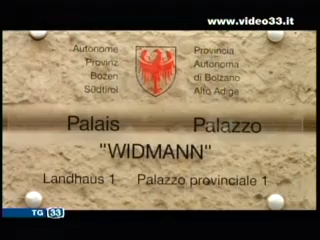 www.video33.it
Autonome Provincia
Provinz Autonoma
Bozen di Bolzano
Südtirol Alto Adige
Palais Palazzo
"WIDMANN"
Landhaus 1 Palazzo provinciale 1
TG 33